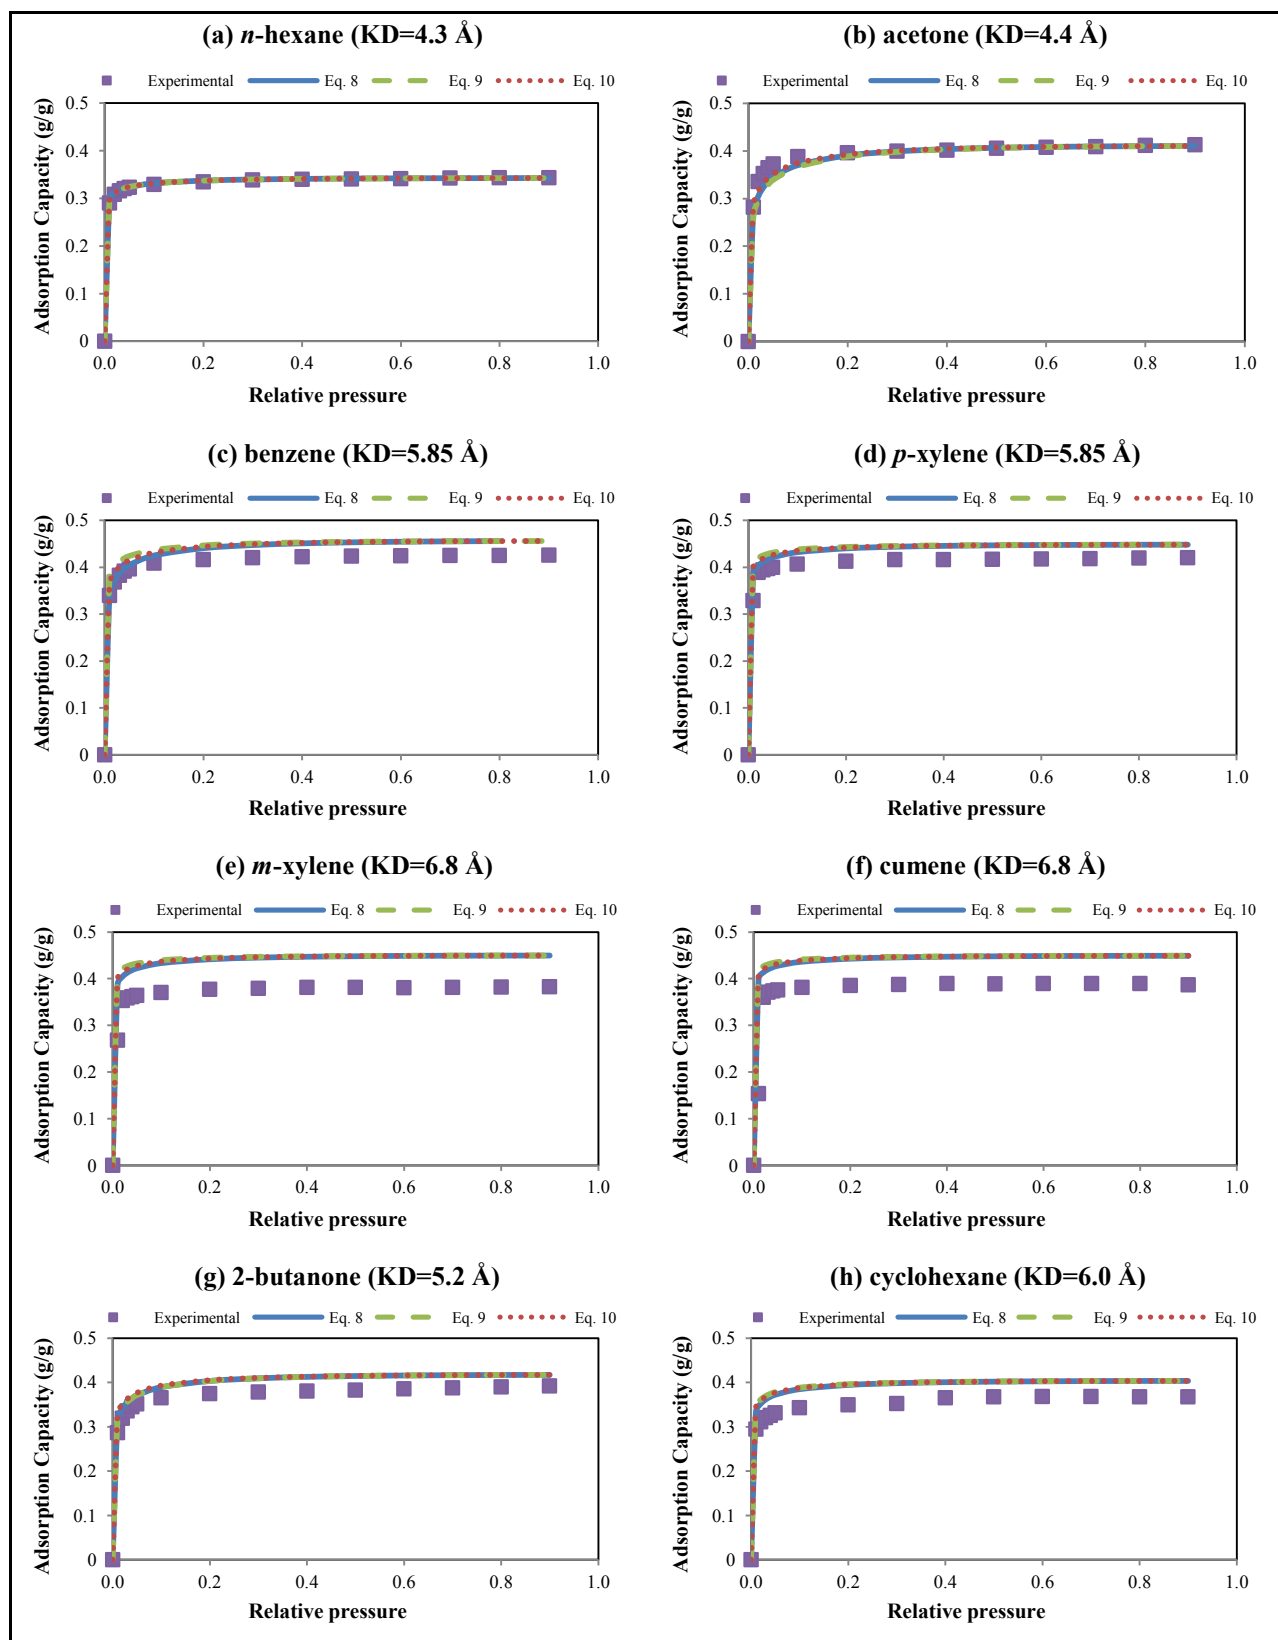 (a) n-hexane (KD=4.3 Å)
Experimental Eq. 8 Eq. 9 Eq. 10
Adsorption Capacity (g/g)
0.5
0.4
0.3
0.2
0.1
0
0.0 0.2 0.4 0.6 0.8 1.0
Relative pressure
(b) acetone (KD=4.4 Å)
Experimental Eq. 8 Eq. 9 Eq. 10
Adsorption Capacity (g/g)
0.5
0.4
0.3
0.2
0.1
0
0.0 0.2 0.4 0.6 0.8 1.0
Relative pressure
(c) benzene (KD=5.85 Å)
Experimental Eq. 8 Eq. 9 Eq. 10
Adsorption Capacity (g/g)
0.5
0.4
0.3
0.2
0.1
0
0.0 0.2 0.4 0.6 0.8 1.0
Relative pressure
(d) p-xylene (KD=5.85 Å)
Experimental Eq. 8 Eq. 9 Eq. 10
Adsorption Capacity (g/g)
0.5
0.4
0.3
0.2
0.1
0
0.0 0.2 0.4 0.6 0.8 1.0
Relative pressure
(e) m-xylene (KD=6.8 Å)
Experimental Eq. 8 Eq. 9 Eq. 10
Adsorption Capacity (g/g)
0.5
0.4
0.3
0.2
0.1
0
0.0 0.2 0.4 0.6 0.8 1.0
Relative pressure
(f) cumene (KD=6.8 Å)
Experimental Eq. 8 Eq. 9 Eq. 10
Adsorption Capacity (g/g)
0.5
0.4
0.3
0.2
0.1
0
0.0 0.2 0.4 0.6 0.8 1.0
Relative pressure
(g) 2-butanone (KD=5.2 Å)
Experimental Eq. 8 Eq. 9 Eq. 10
Adsorption Capacity (g/g)
0.5
0.4
0.3
0.2
0.1
0
0.0 0.2 0.4 0.6 0.8 1.0
Relative pressure
(h) cyclohexane (KD=6.0 Å)
Experimental Eq. 8 Eq. 9 Eq. 10
Adsorption Capacity (g/g)
0.5
0.4
0.3
0.2
0.1
0
0.0 0.2 0.4 0.6 0.8 1.0
Relative pressure